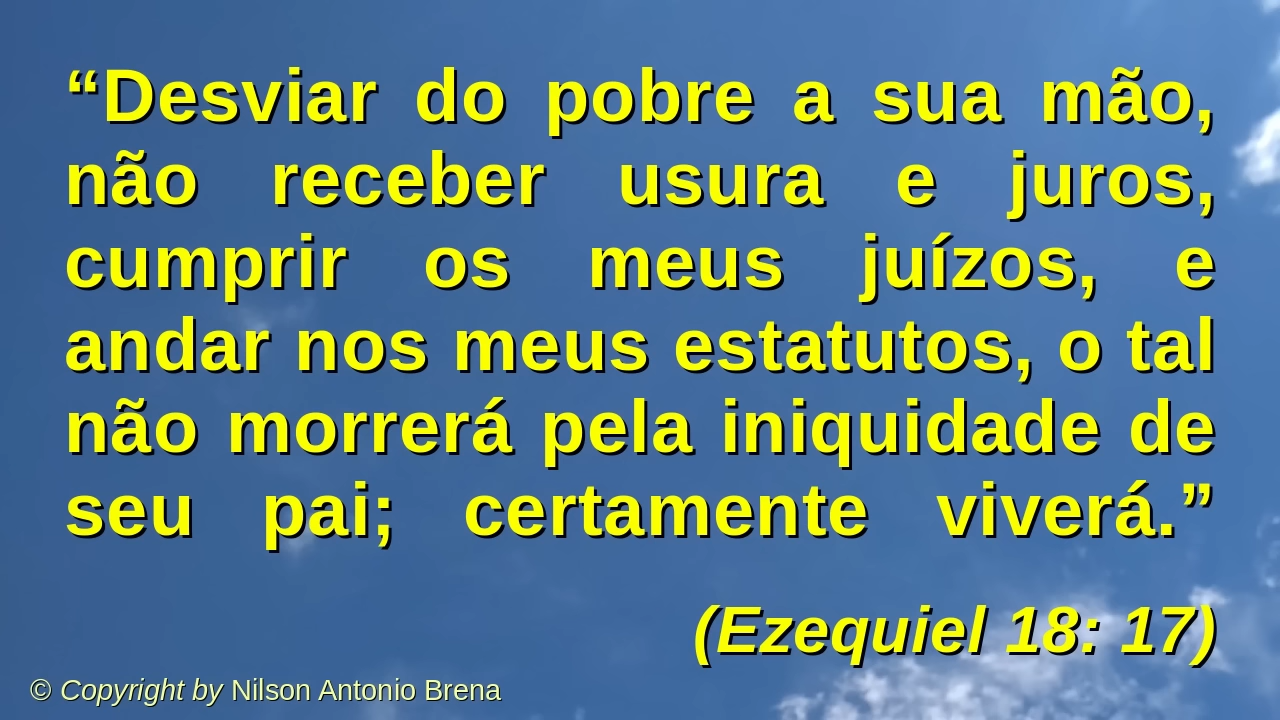 “Desviar do pobre a sua mão,
não receber usura e juros,
cumprir os meus juízos, e
andar nos meus estatutos, o tal
não morrerá pela iniquidade de
seu pai; certamente viverá.”
(Ezequiel 18: 17)
© Copyright by Nilson Antonio Brena